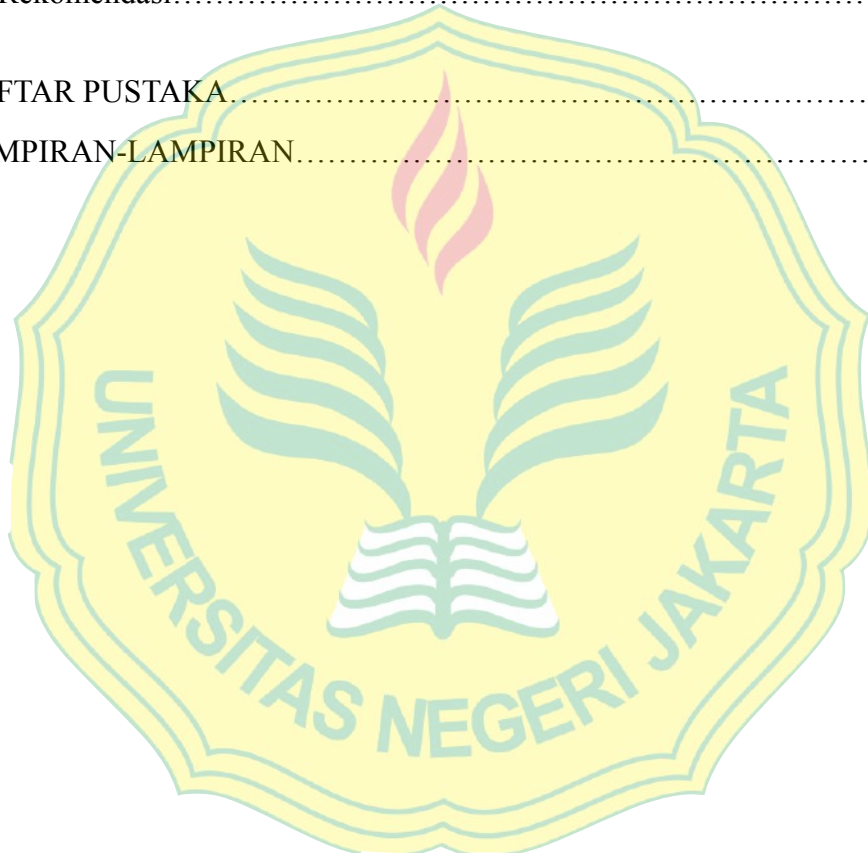 Rekomendasi……………………………………………………………………
FTAR PUSTAKA………………………………………………………………
MPIRAN-LAMPIRAN………………………………………………………
UNIVERSITAS NEGERI JAKARTA